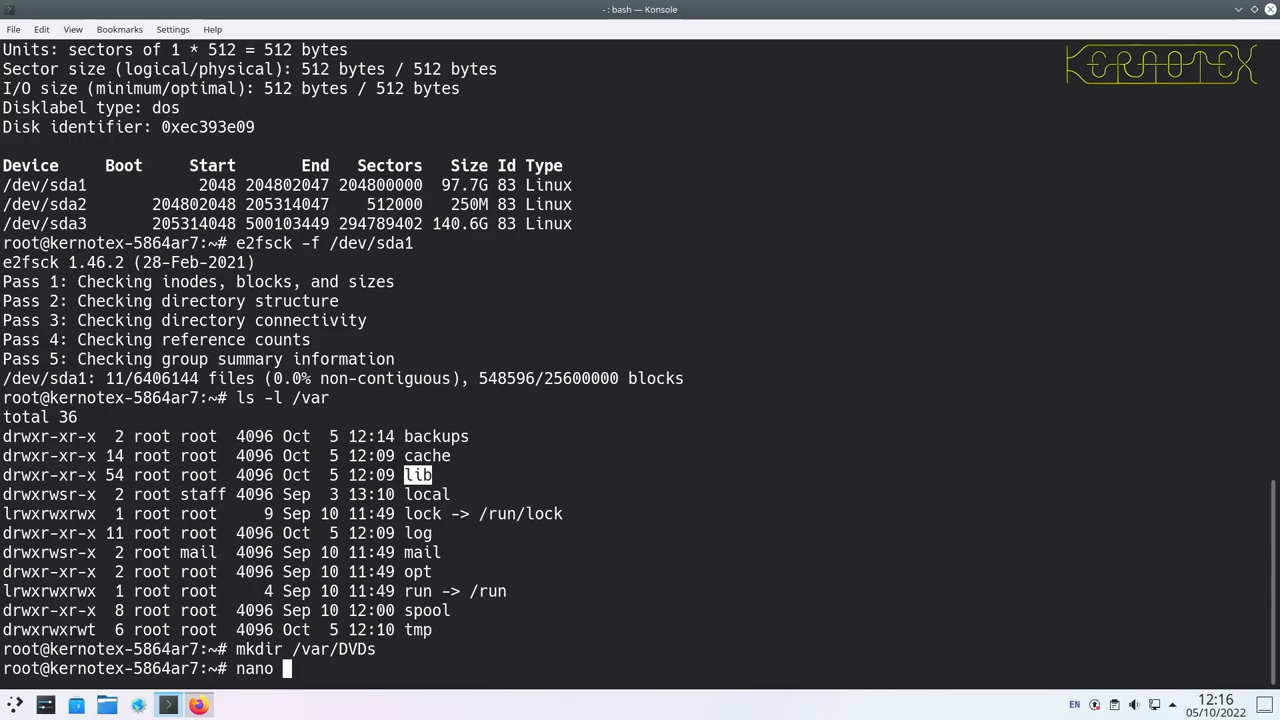 - : bash — Konsole
File Edit View Bookmarks Settings Help
KERNOTEX
Units: sectors of 1 * 512 = 512 bytes
Sector size (logical/physical): 512 bytes / 512 bytes
I/O size (minimum/optimal): 512 bytes / 512 bytes
Disklabel type: dos
Disk identifier: 0xec393e09
Device Boot Start End Sectors Size Id Type
/dev/sda1 2048 204802047 204800000 97.7G 83 Linux
/dev/sda2 204802048 205314047 512000 250M 83 Linux
/dev/sda3 205314048 500103449 294789402 140.6G 83 Linux
root@kernotex-5864ar7:~# e2fsck -f /dev/sda1
e2fsck 1.46.2 (28-Feb-2021)
Pass 1: Checking inodes, blocks, and sizes
Pass 2: Checking directory structure
Pass 3: Checking directory connectivity
Pass 4: Checking reference counts
Pass 5: Checking group summary information
/dev/sda1: 11/6406144 files (0.0% non-contiguous), 548596/25600000 blocks
root@kernotex-5864ar7:~# ls -l /var
total 36
drwxr-xr-x 2 root root 4096 Oct 5 12:14 backups
drwxr-xr-x 14 root root 4096 Oct 5 12:09 cache
drwxr-xr-x 54 root root 4096 Oct 5 12:09 lib
drwxrwsr-x 2 root staff 4096 Sep 3 13:10 local
lrwxrwxrwx 1 root root 9 Sep 10 11:49 lock -> /run/lock
drwxr-xr-x 11 root root 4096 Oct 5 12:09 log
drwxrwsr-x 2 root mail 4096 Sep 10 11:49 mail
drwxr-xr-x 2 root root 4096 Sep 10 11:49 opt
lrwxrwxrwx 1 root root 4 Sep 10 11:49 run -> /run
drwxr-xr-x 8 root root 4096 Sep 10 12:00 spool
drwxrwxrwt 6 root root 4096 Oct 5 12:10 tmp
root@kernotex-5864ar7:~# mkdir /var/DVDs
root@kernotex-5864ar7:~# nano
EN
12:16
05/10/2022